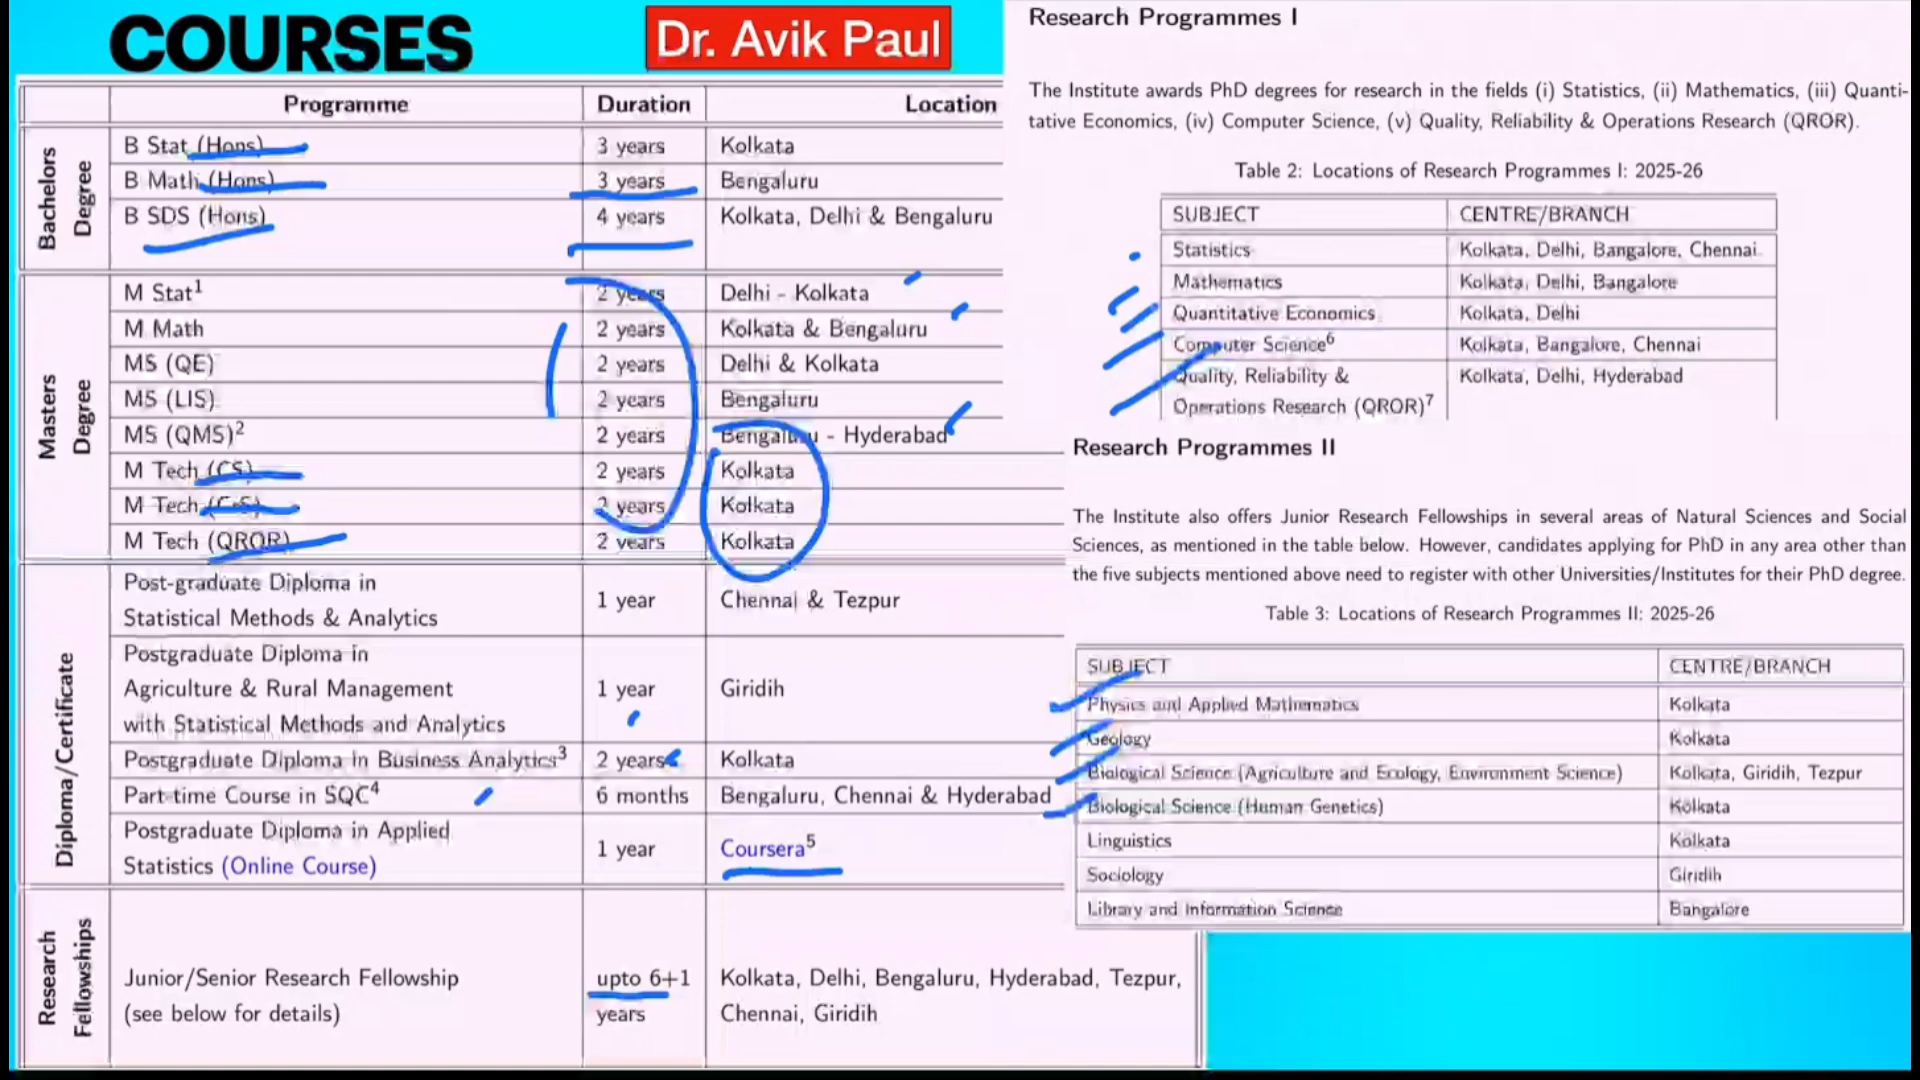 COURSES
Dr. Avik Paul
Programme Duration Location
Bachelors Degree
B Stat (Hons) 3 years Kolkata
B Math (Hons) 3 years Bengaluru
B SDS (Hons) 4 years Kolkata, Delhi & Bengaluru
Masters Degree
M Stat1 2 years Delhi - Kolkata
M Math 2 years Kolkata & Bengaluru
MS (QE) 2 years Delhi & Kolkata
MS (LIS) 2 years Bengaluru
MS (QMS)2 2 years Bengaluru - Hyderabad
M Tech (CS) 2 years Kolkata
M Tech (CrS) 2 years Kolkata
M Tech (QROR) 2 years Kolkata
Diploma/Certificate
Post-graduate Diploma in
Statistical Methods & Analytics 1 year Chennai & Tezpur
Postgraduate Diploma in
Agriculture & Rural Management 1 year Giridih
with Statistical Methods and Analytics
Postgraduate Diploma in Business Analytics3 2 years Kolkata
Part-time Course in SQC4 6 months Bengaluru, Chennai & Hyderabad
Postgraduate Diploma in Applied
Statistics (Online Course) 1 year Coursera5
Research Fellowships
Junior/Senior Research Fellowship upto 6+1 Kolkata, Delhi, Bengaluru, Hyderabad, Tezpur,
(see below for details) years Chennai, Giridih
Research Programmes I
The Institute awards PhD degrees for research in the fields (i) Statistics, (ii) Mathematics, (iii) Quanti-
tative Economics, (iv) Computer Science, (v) Quality, Reliability & Operations Research (QROR).
Table 2: Locations of Research Programmes I: 2025-26
SUBJECT CENTRE/BRANCH
Statistics Kolkata, Delhi, Bangalore, Chennai
Mathematics Kolkata, Delhi, Bangalore
Quantitative Economics Kolkata, Delhi
Computer Science6 Kolkata, Bangalore, Chennai
Quality, Reliability & Kolkata, Delhi, Hyderabad
Operations Research (QROR)7
Research Programmes II
The Institute also offers Junior Research Fellowships in several areas of Natural Sciences and Social
Sciences, as mentioned in the table below. However, candidates applying for PhD in any area other than
the five subjects mentioned above need to register with other Universities/Institutes for their PhD degree.
Table 3: Locations of Research Programmes II: 2025-26
SUBJECT CENTRE/BRANCH
Physics and Applied Mathematics Kolkata
Geology Kolkata
Biological Science (Agriculture and Ecology, Environment Science) Kolkata, Giridih, Tezpur
Biological Science (Human Genetics) Kolkata
Linguistics Kolkata
Sociology Giridih
Library and Information Science Bangalore